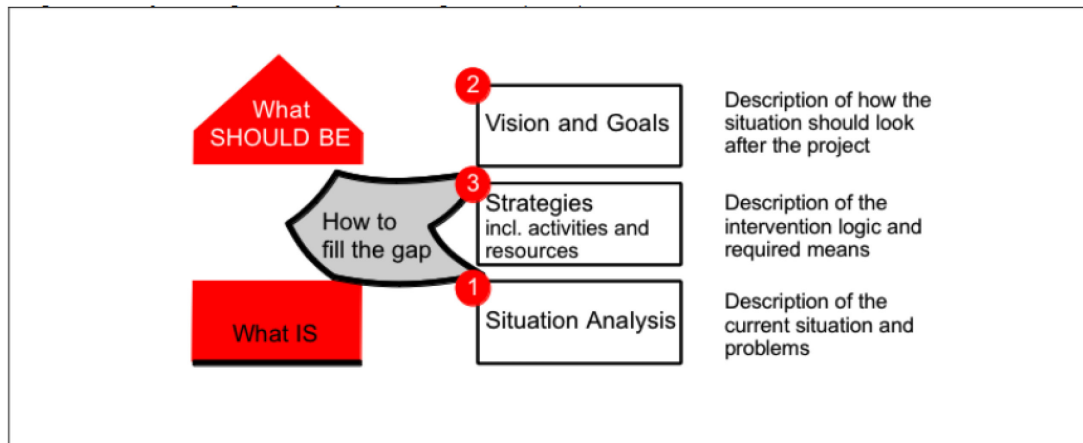 What
SHOULD BE
2
Vision and Goals
Description of how the
situation should look
after the project
How to
fill the gap
3
Strategies
incl. activities and
resources
Description of the
intervention logic and
required means
What IS
1
Situation Analysis
Description of the
current situation and
problems